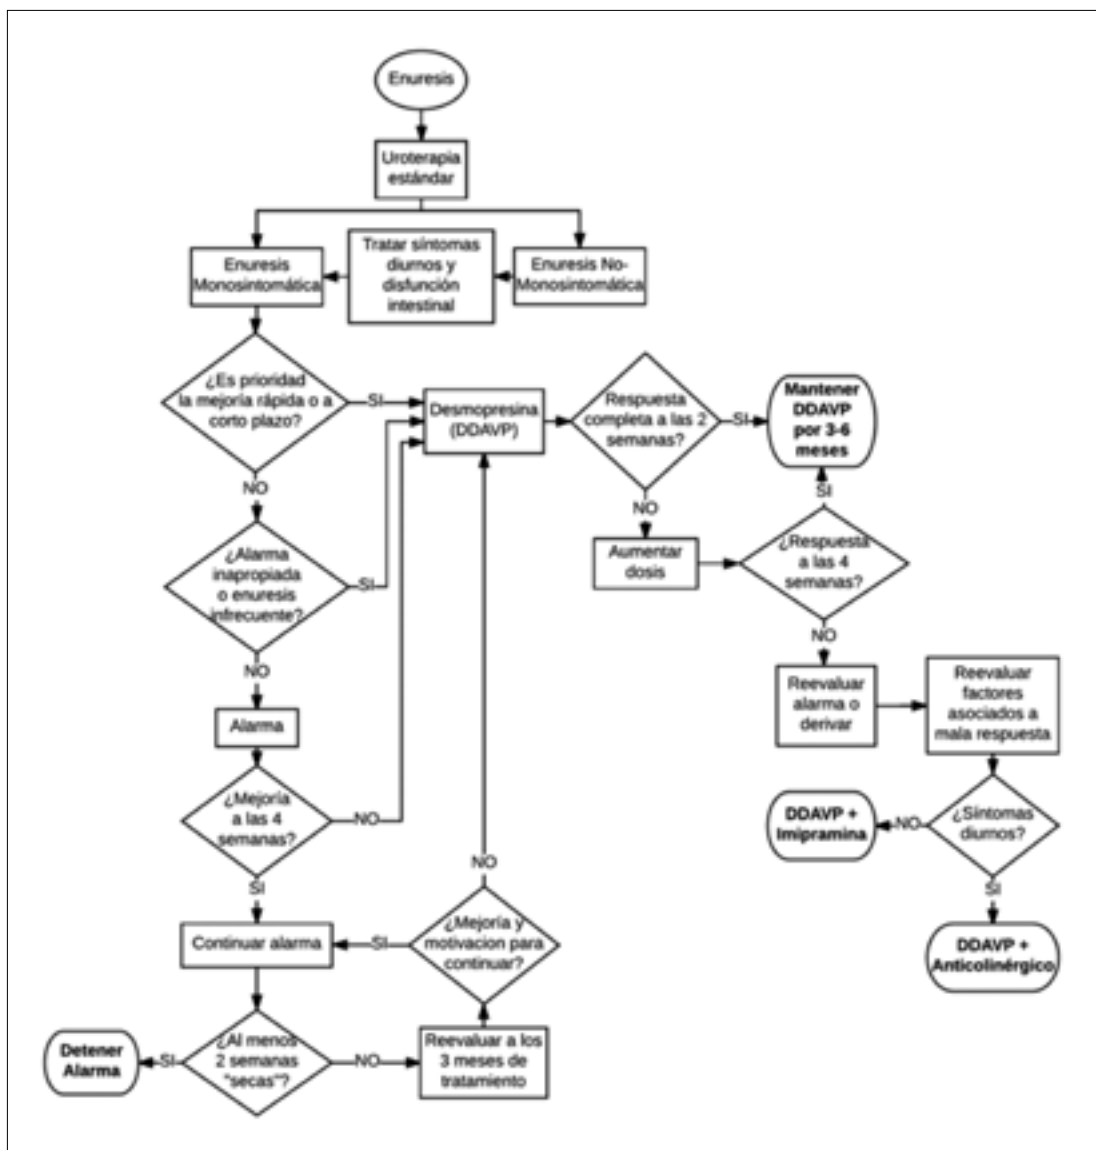 Enuresis
Uroterapia
estándar
Enuresis
Monosintomática
Tratar síntomas
diurnos y
disfunción
intestinal
Enuresis No-
Monosintomática
¿Es prioridad
la mejoría rápida o a
corto plazo?
SI
NO
¿Alarma
inapropiada
o enuresis
infrecuente?
SI
NO
Alarma
¿Mejoría
a las 4
semanas?
NO
SI
Continuar alarma
¿Al menos
2 semanas
"secas"?
SI
Detener
Alarma
NO
Reevaluar a los
3 meses de
tratamiento
¿Mejoría y
motivacion para
continuar?
SI
NO
Desmopresina
(DDAVP)
Respuesta
completa a las 2
semanas?
SI
Mantener
DDAVP
por 3-6
meses
NO
Aumentar
dosis
¿Respuesta
a las 4
semanas?
SI
NO
Reevaluar
alarma o
derivar
Reevaluar
factores
asociados a
mala respuesta
¿Síntomas
diurnos?
NO
DDAVP +
Imipramina
SI
DDAVP +
Anticolinérgico